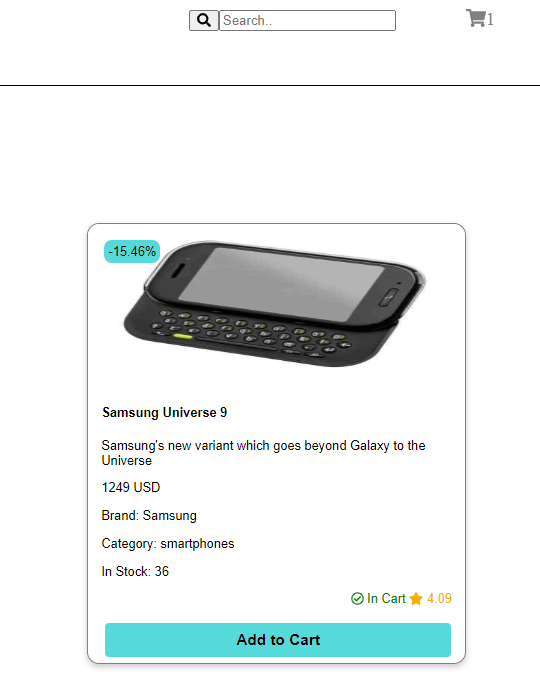 Search..
1
-15.46%
Samsung Universe 9
Samsung's new variant which goes beyond Galaxy to the
Universe
1249 USD
Brand: Samsung
Category: smartphones
In Stock: 36
In Cart 4.09
Add to Cart